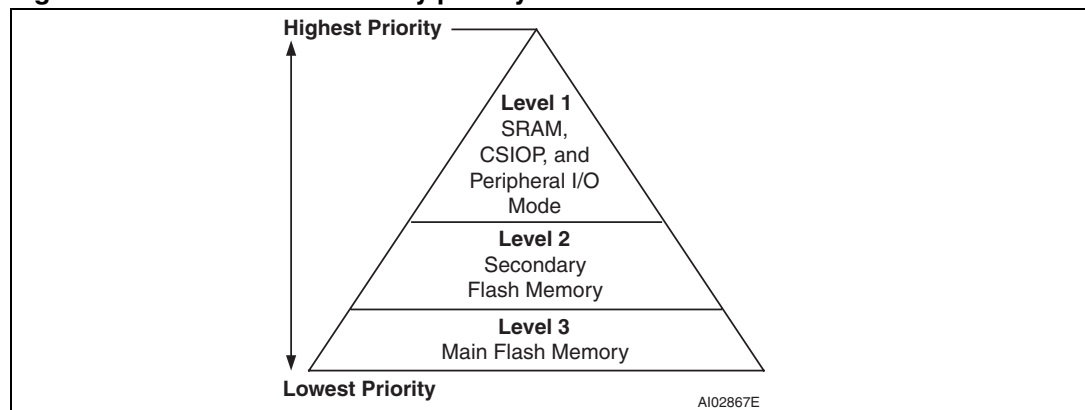 Highest Priority
Level 1
SRAM,
CSIOP, and
Peripheral I/O
Mode
Level 2
Secondary
Flash Memory
Level 3
Main Flash Memory
Lowest Priority
AI02867E